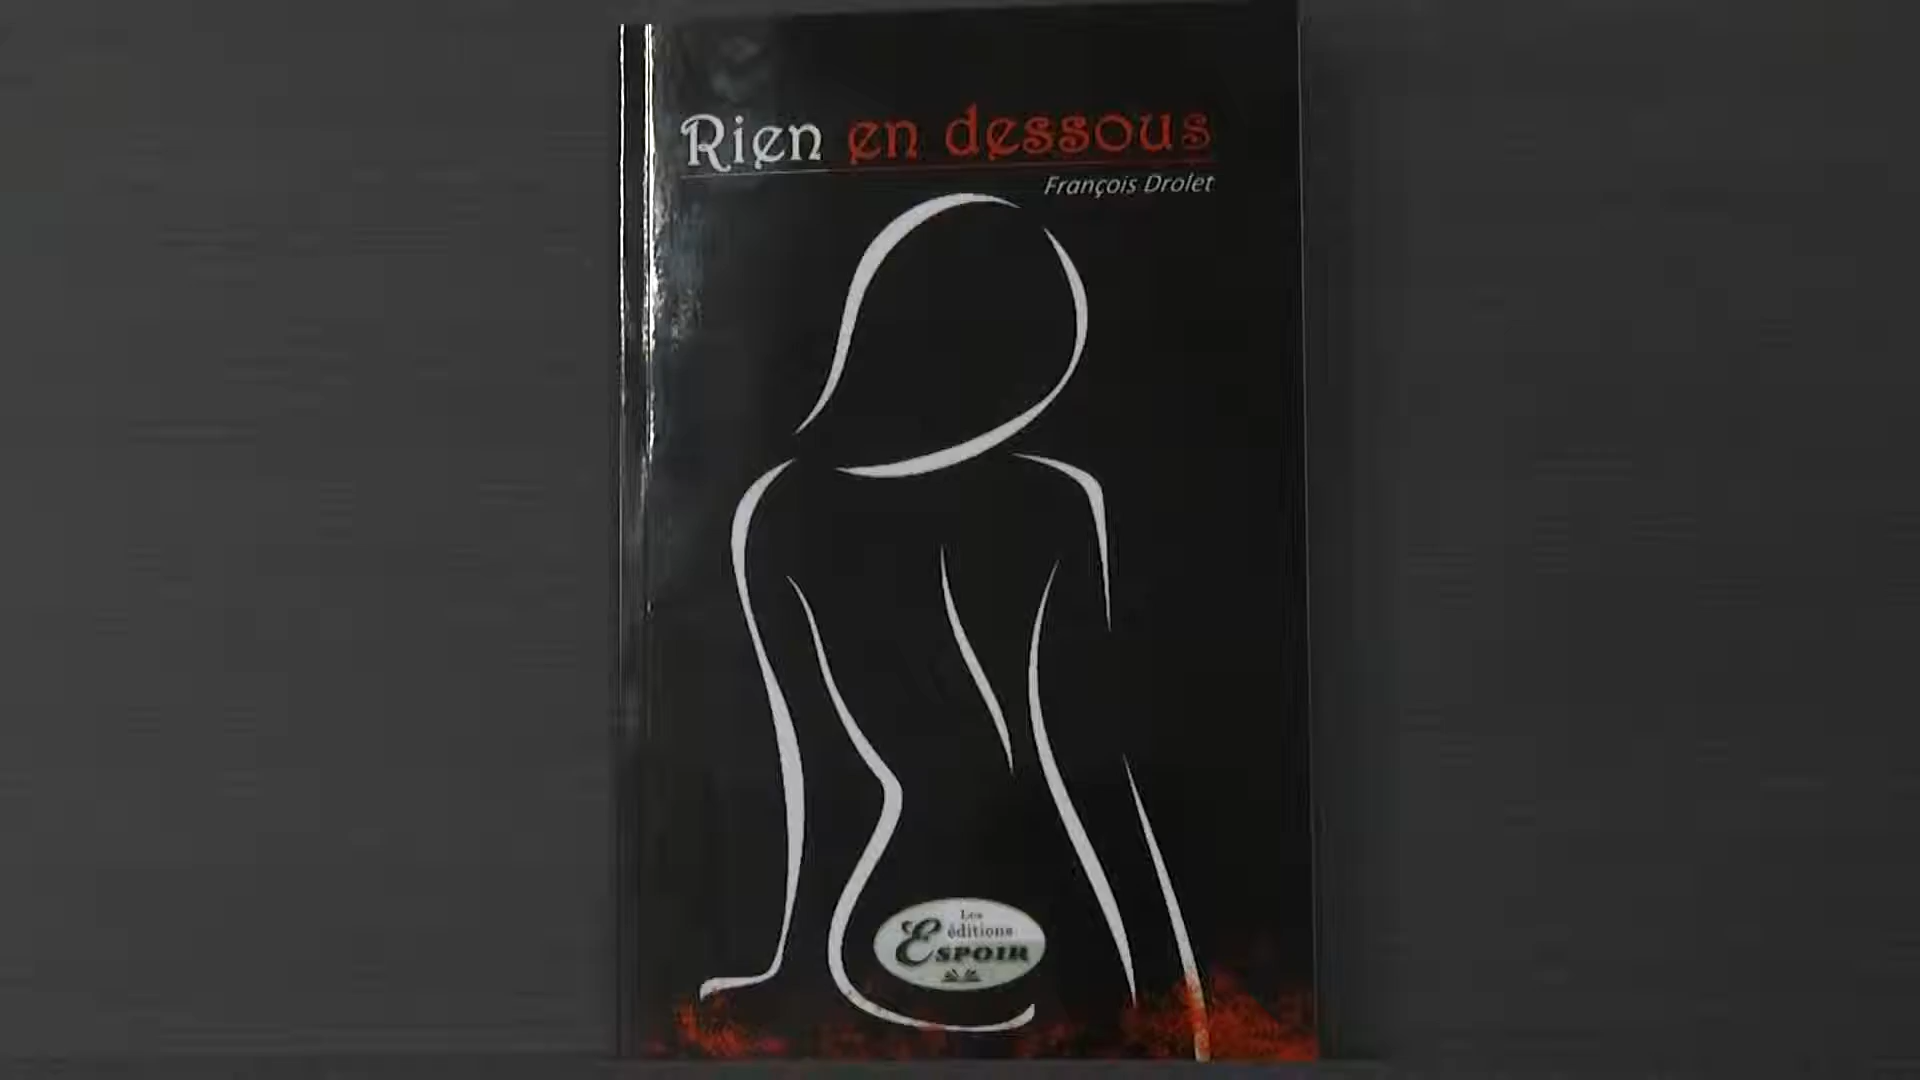 Rien en dessous
François Drolet
Les
éditions
ESPOIR